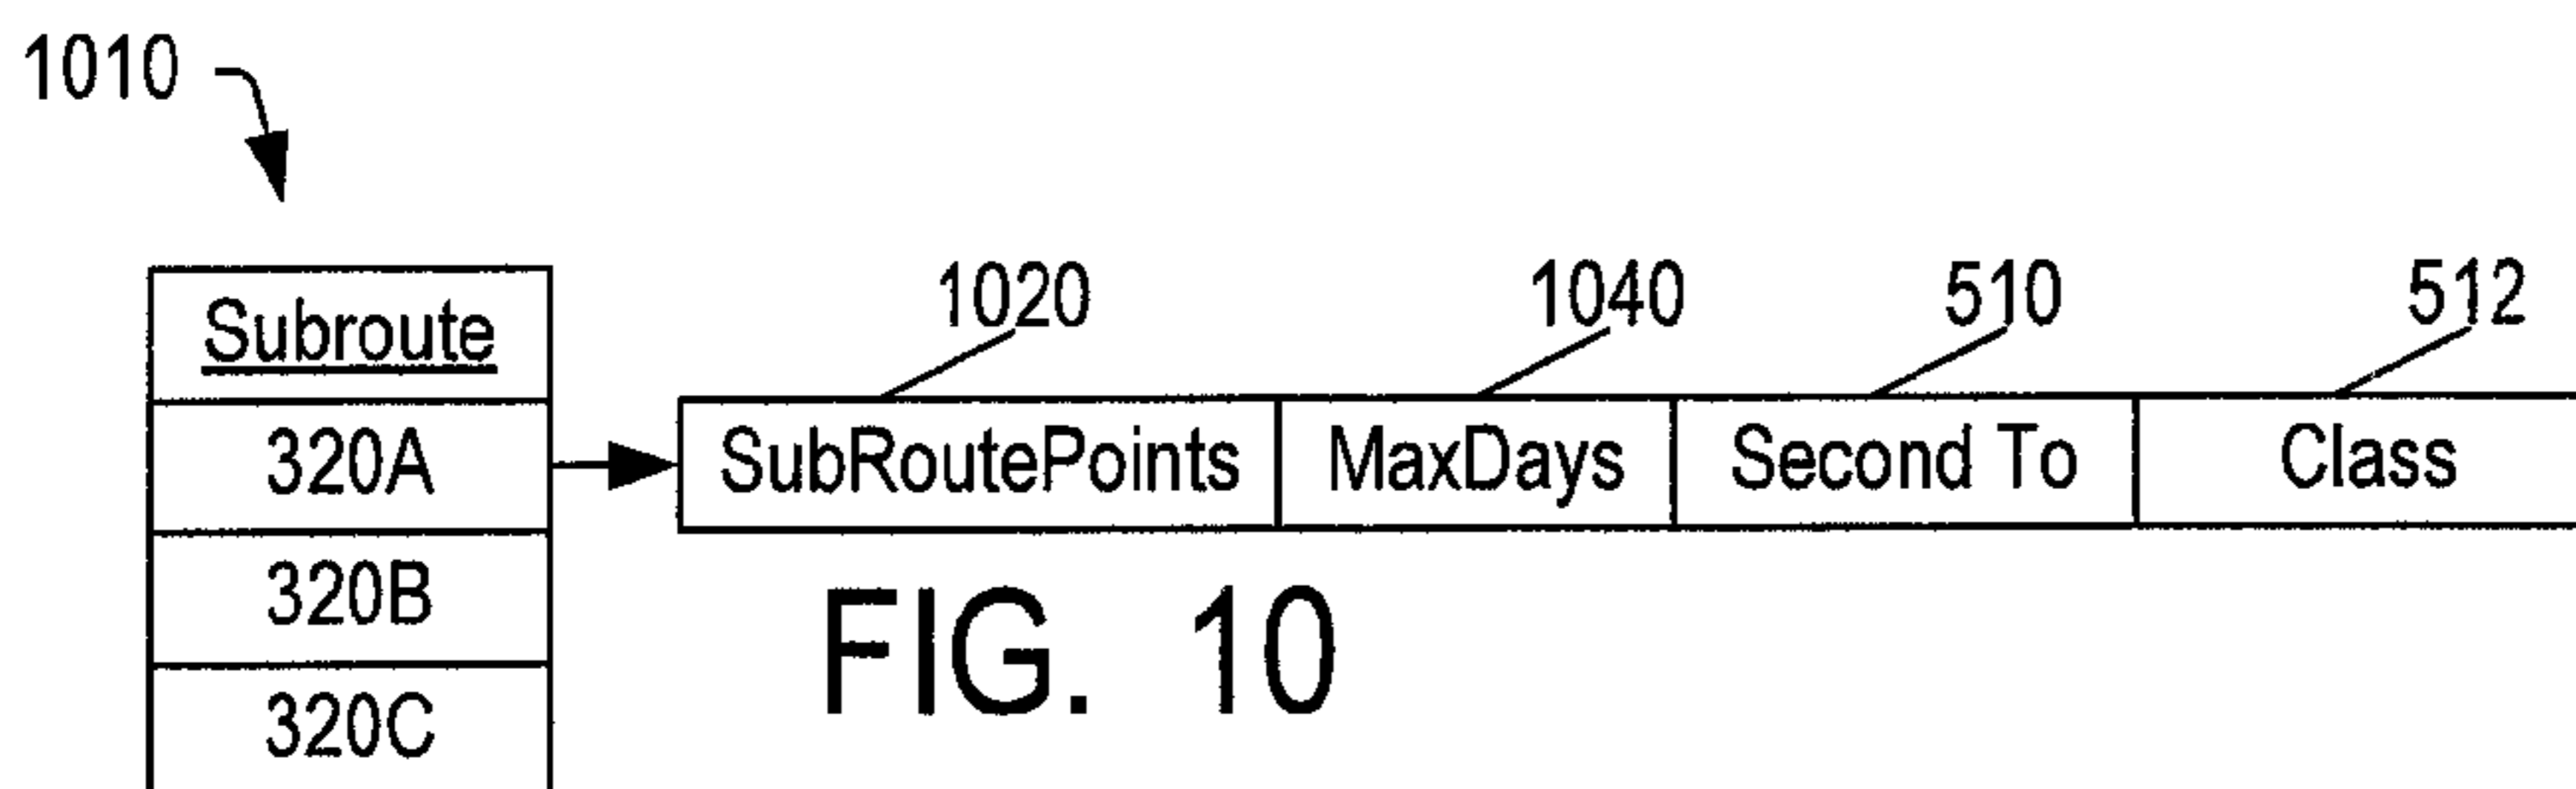 1010
1020 1040 510 512
Subroute
320A SubRoutePoints MaxDays Second To Class
320B
FIG. 10
320C